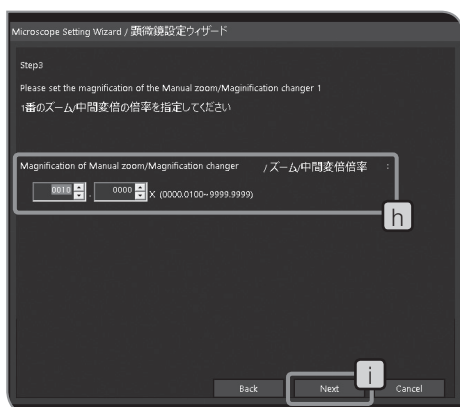 Microscope Setting Wizard / 顕微鏡設定ウィザード
Step3
Please set the magnification of the Manual zoom/Maginification changer 1
1番のズーム/中間変倍の倍率を指定してください
Magnification of Manual zoom/Magnification changer /ズーム/中間変倍倍率 :
0010 . 0000 X (0000.0100~9999.9999)
h
i
Back Next Cancel